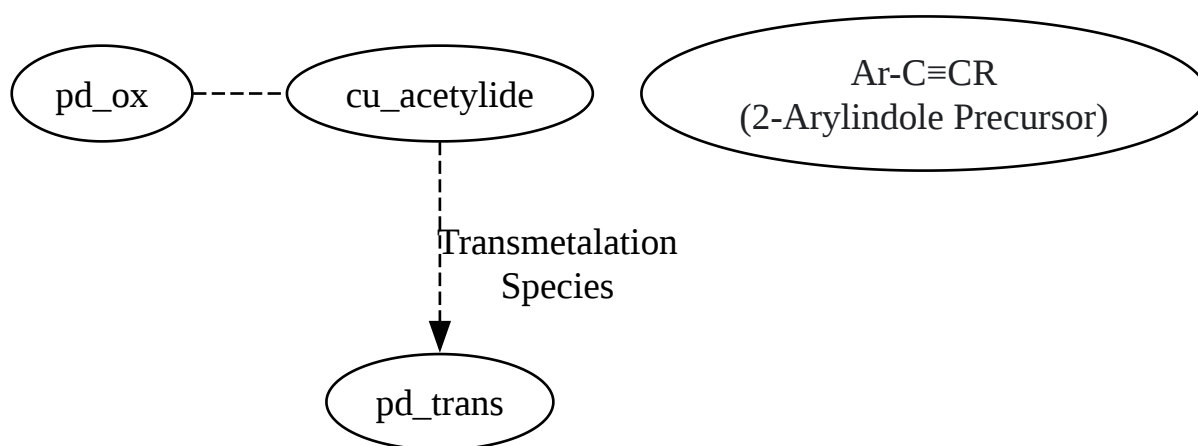 pd_ox
cu_acetylide
Ar-C≡CR
(2-Arylindole Precursor)
Transmetalation
Species
pd_trans